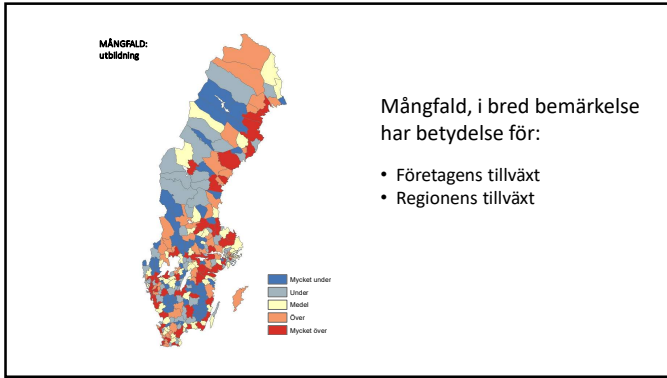 MÅNGFALD:
utbildning
Mångfald, i bred bemärkelse
har betydelse för:
• Företagens tillväxt
• Regionens tillväxt
Mycket under
Under
Medel
Över
Mycket över